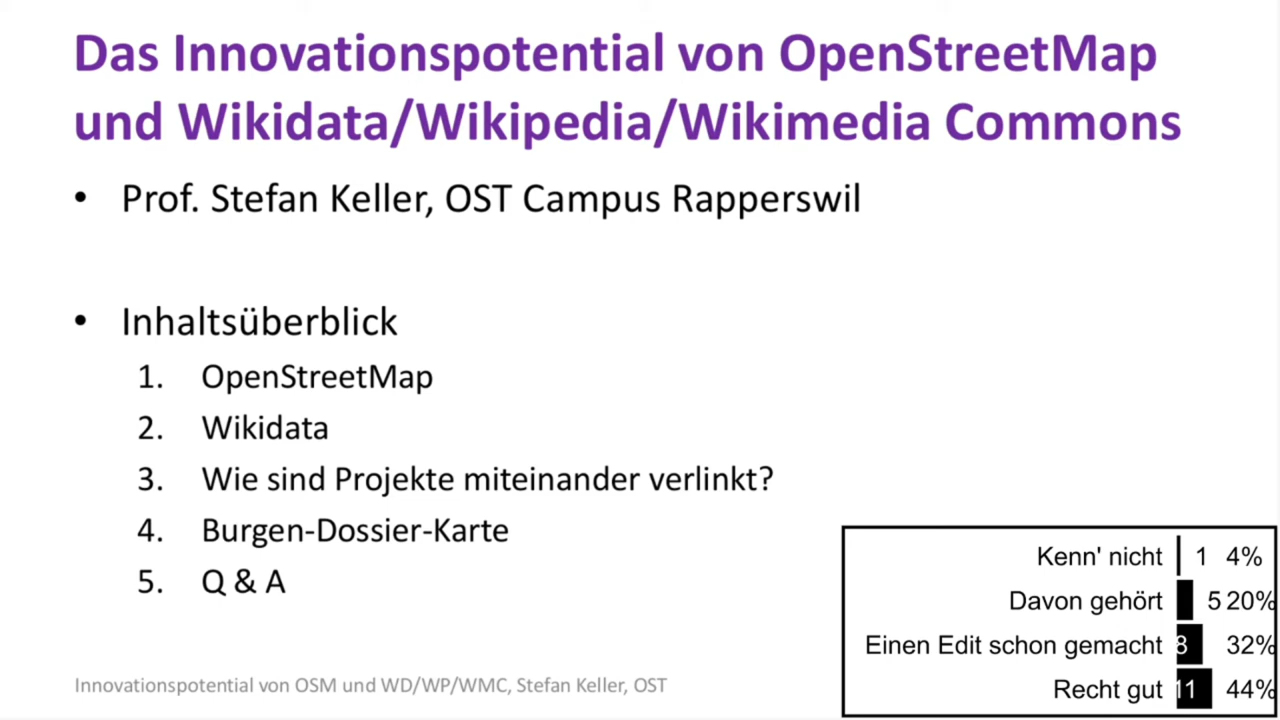 Das Innovationspotential von OpenStreetMap
und Wikidata/Wikipedia/Wikimedia Commons
• Prof. Stefan Keller, OST Campus Rapperswil
• Inhaltsüberblick
1. OpenStreetMap
2. Wikidata
3. Wie sind Projekte miteinander verlinkt?
4. Burgen-Dossier-Karte
5. Q & A
Kenn' nicht 1 4%
Davon gehört 5 20%
Einen Edit schon gemacht 8 32%
Recht gut 11 44%
Innovationspotential von OSM und WD/WP/WMC, Stefan Keller, OST